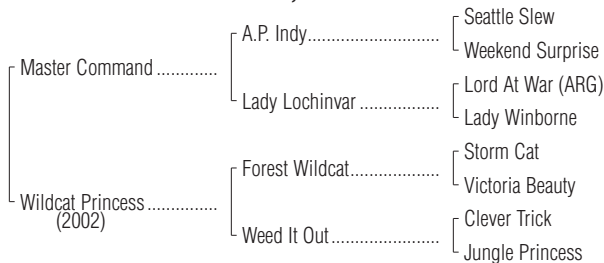 Seattle Slew
A.P. Indy
Weekend Surprise
Master Command
Lord At War (ARG)
Lady Lochinvar
Lady Winborne
Storm Cat
Forest Wildcat
Victoria Beauty
Wildcat Princess
(2002)
Clever Trick
Weed It Out
Jungle Princess